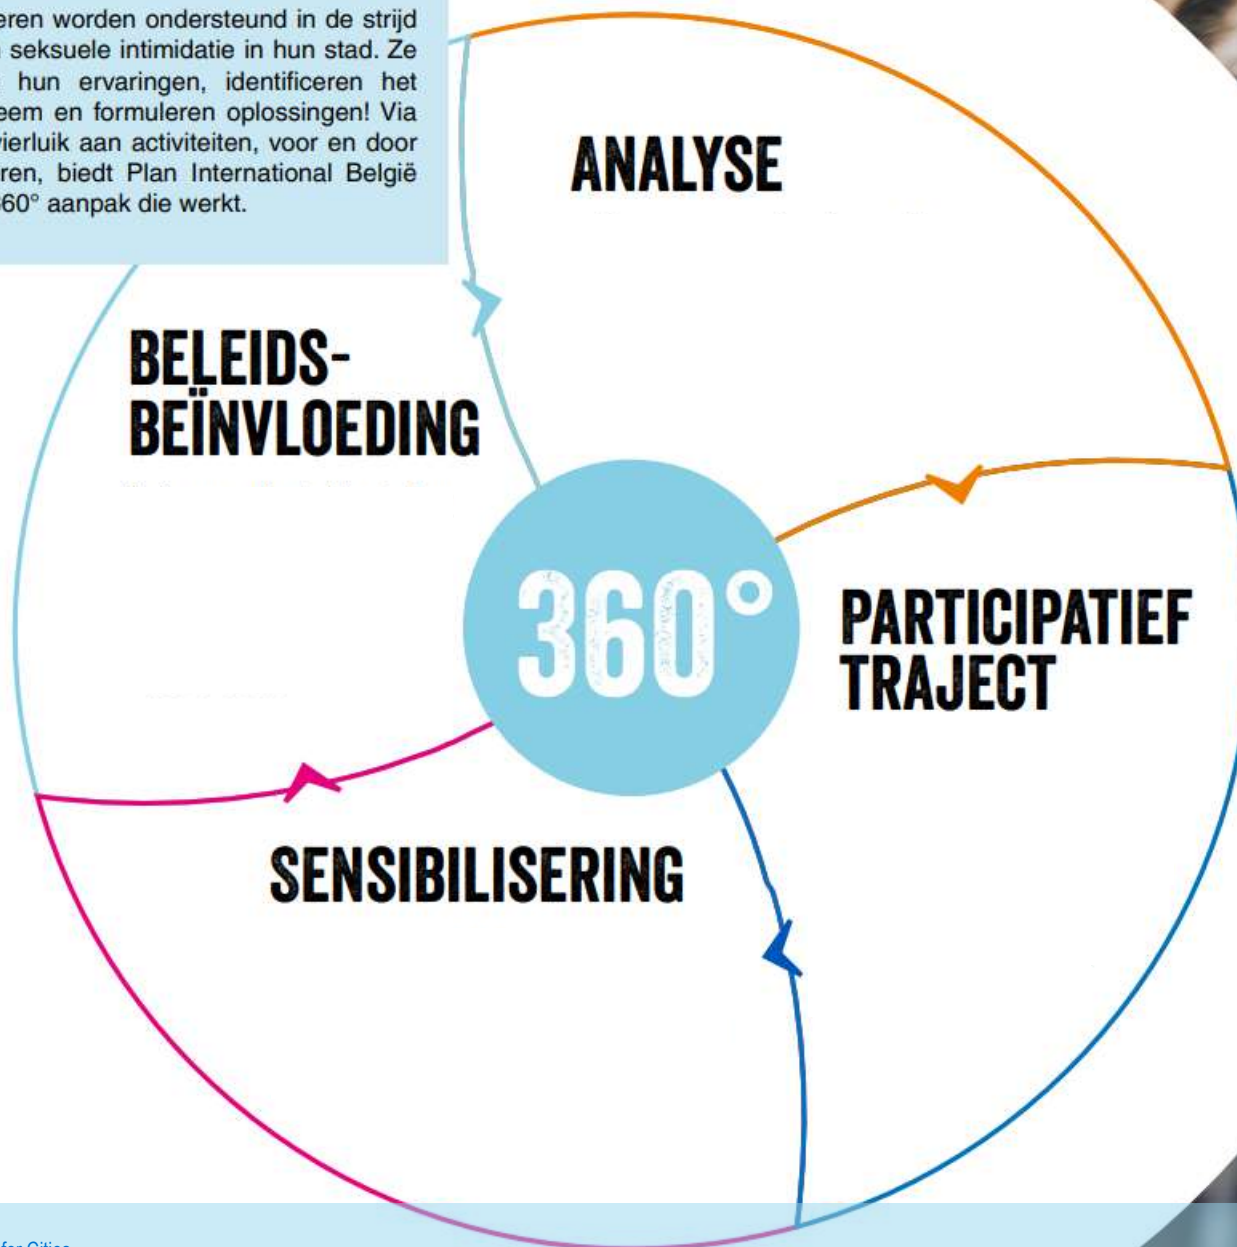 eren worden ondersteund in de strijd
seksuele intimidatie in hun stad. Ze
hun ervaringen, identificeren het
eem en formuleren oplossingen! Via
vierluik aan activiteiten, voor en door
ren, biedt Plan International België
60° aanpak die werkt.
ANALYSE
BELEIDS-
BEÏNVLOEDING
360°
PARTICIPATIEF
TRAJECT
SENSIBILISERING
for Cities